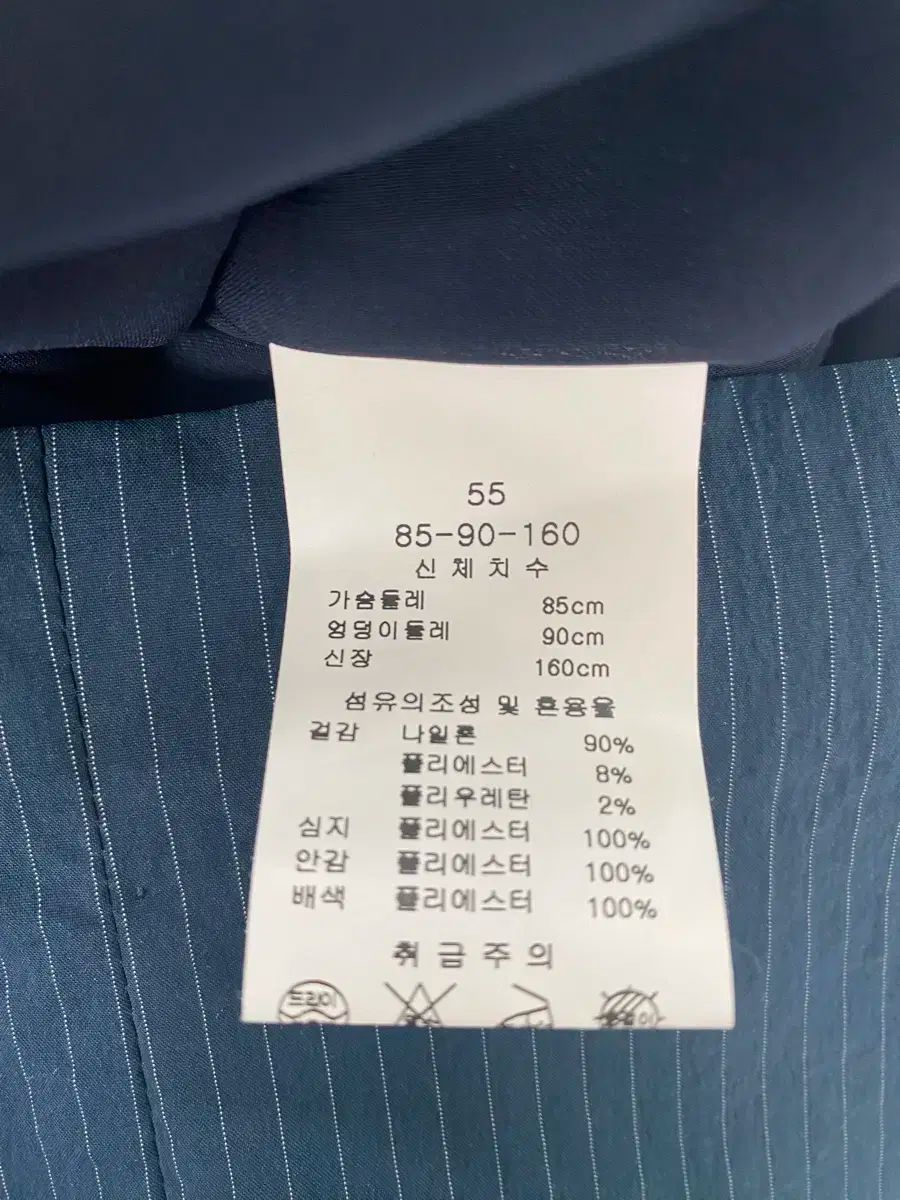 55
85-90-160
신체치수
가슴둘레 85cm
엉덩이둘레 90cm
신장 160cm
섬유의조성 및 혼용율
겉감 나일론 90%
폴리에스터 8%
폴리우레탄 2%
심지 폴리에스터 100%
안감 폴리에스터 100%
배색 폴리에스터 100%
취급주의
드라이